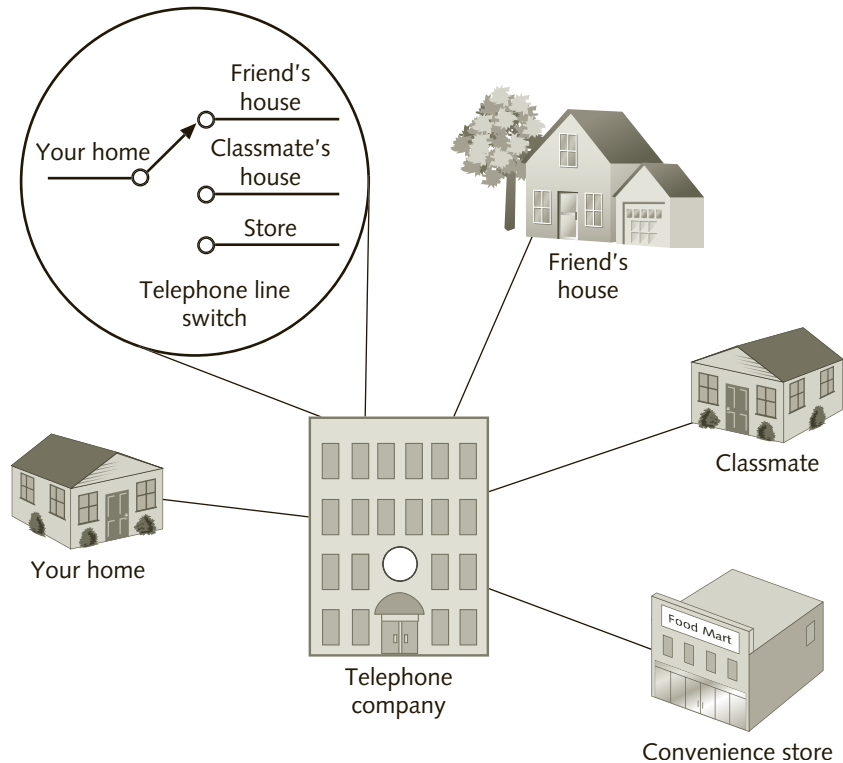 Friend's
house
Your home
Classmate's
house
Store
Telephone line
switch
Friend's
house
Classmate
Your home
Food Mart
Telephone
company
Convenience store